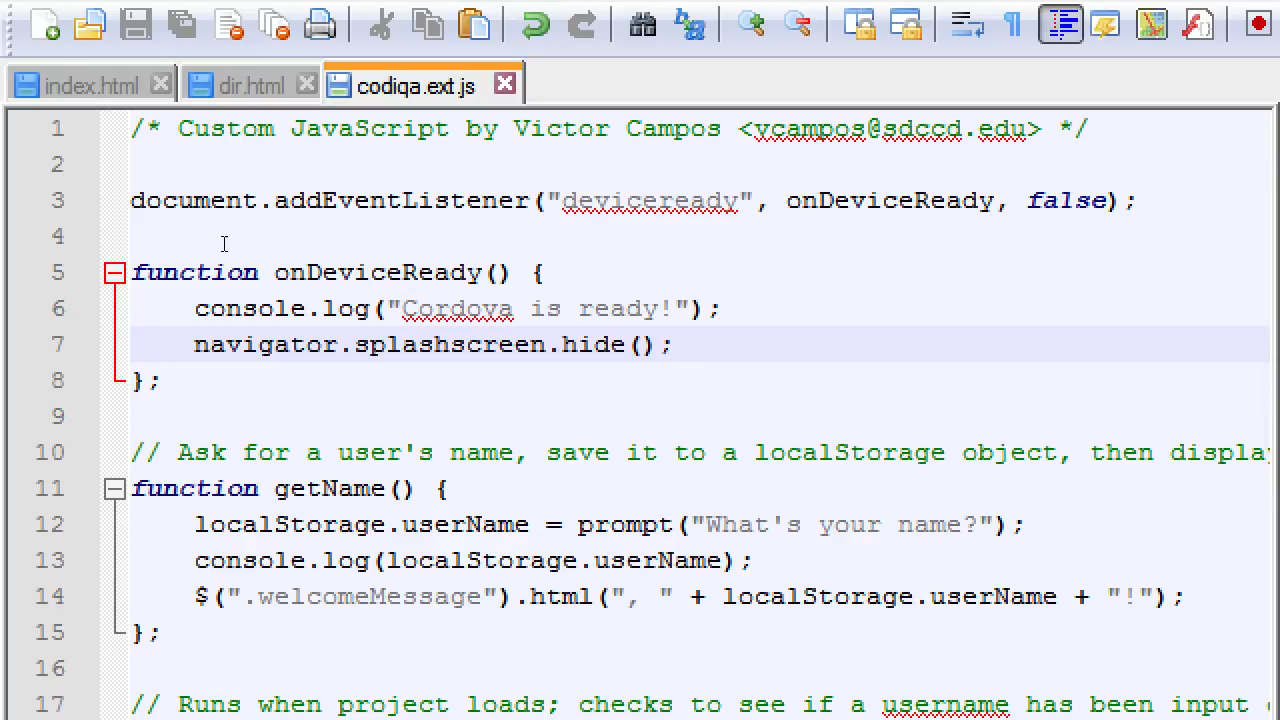 index.html dir.html codiqa.ext.js
1 /* Custom JavaScript by Victor Campos <vcampos@sdccd.edu> */
2
3 document.addEventListener("deviceready", onDeviceReady, false);
4
5 function onDeviceReady() {
6 console.log("Cordova is ready!");
7 navigator.splashscreen.hide();
8 };
9
10 // Ask for a user's name, save it to a localStorage object, then displa
11 function getName() {
12 localStorage.userName = prompt("What's your name?");
13 console.log(localStorage.userName);
14 $(".welcomeMessage").html(", " + localStorage.userName + "!");
15 };
16
17 // Runs when project loads; checks to see if a username has been input